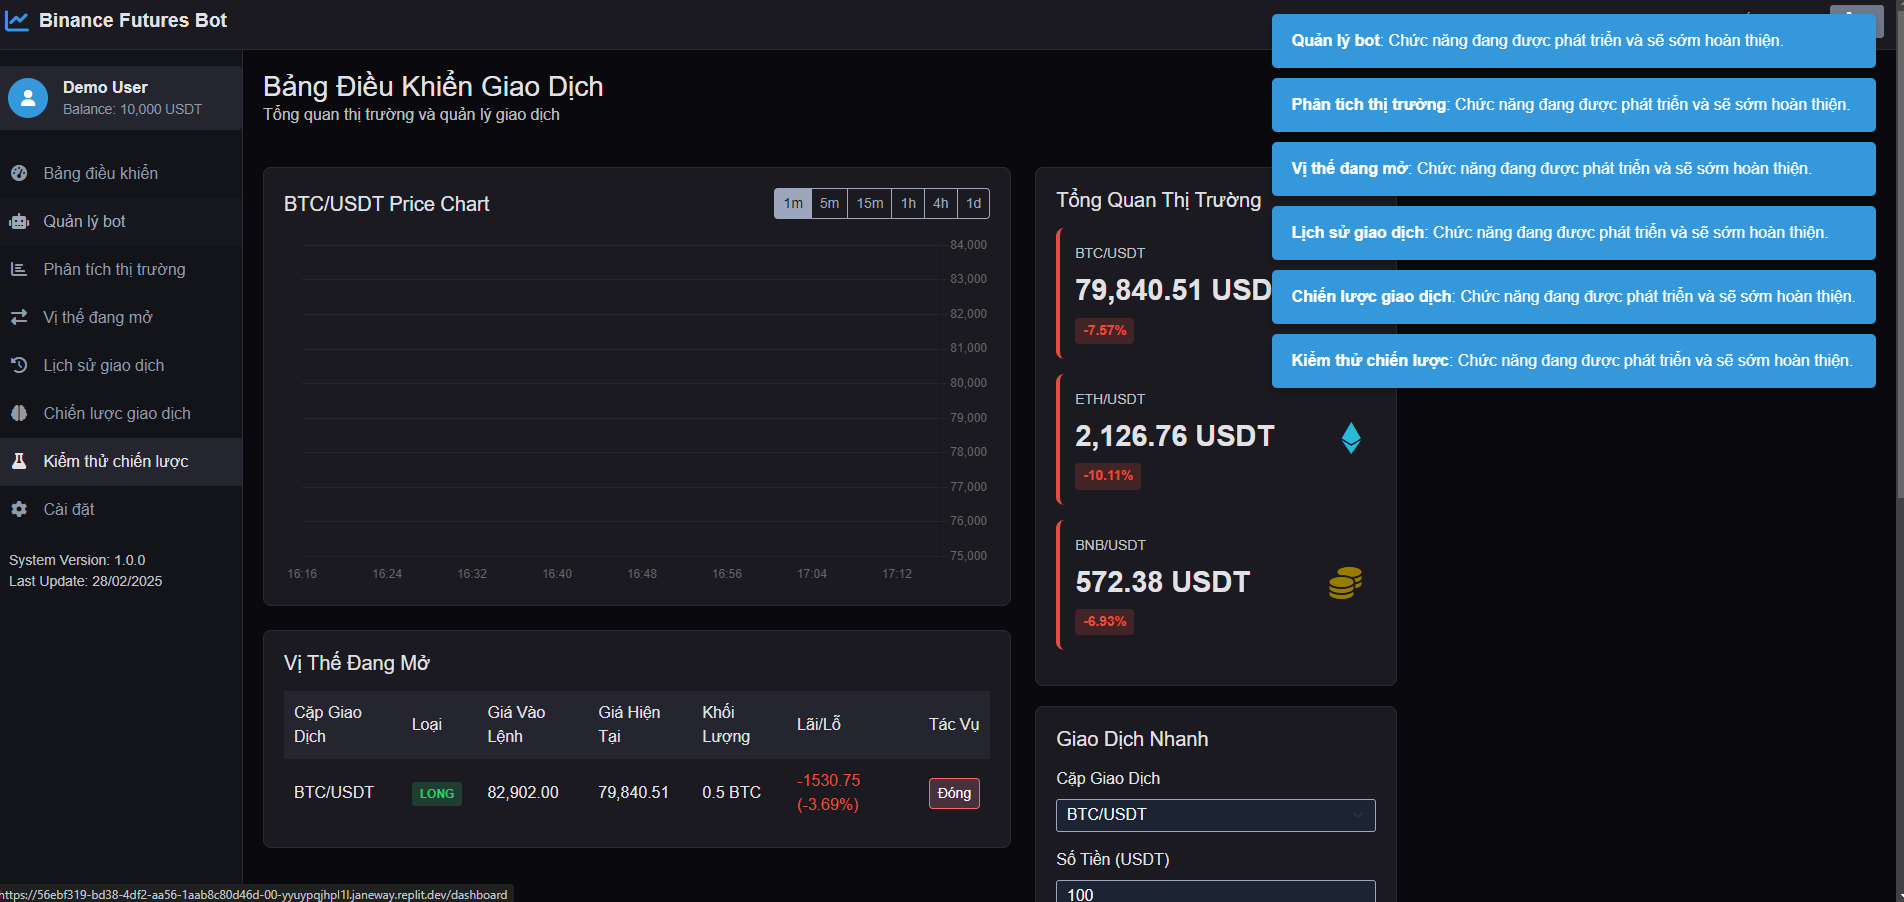 Binance Futures Bot
Demo User
Balance: 10,000 USDT
Bảng điều khiển
Quản lý bot
Phân tích thị trường
Vị thế đang mở
Lịch sử giao dịch
Chiến lược giao dịch
Kiểm thử chiến lược
Cài đặt
System Version: 1.0.0
Last Update: 28/02/2025
Bảng Điều Khiển Giao Dịch
Tổng quan thị trường và quản lý giao dịch
BTC/USDT Price Chart
1m 5m 15m 1h 4h 1d
84,000
83,000
82,000
81,000
80,000
79,000
78,000
77,000
76,000
75,000
16:16 16:24 16:32 16:40 16:48 16:56 17:04 17:12
Vị Thế Đang Mở
Cặp Giao Dịch Loại Giá Vào Lệnh Giá Hiện Tại Khối Lượng Lãi/Lỗ Tác Vụ
BTC/USDT LONG 82,902.00 79,840.51 0.5 BTC -1530.75 (-3.69%) Đóng
Tổng Quan Thị Trường
BTC/USDT
79,840.51 USD
-7.57%
ETH/USDT
2,126.76 USDT
-10.11%
BNB/USDT
572.38 USDT
-6.93%
Giao Dịch Nhanh
Cặp Giao Dịch
BTC/USDT
Số Tiền (USDT)
100
Quản lý bot: Chức năng đang được phát triển và sẽ sớm hoàn thiện.
Phân tích thị trường: Chức năng đang được phát triển và sẽ sớm hoàn thiện.
Vị thế đang mở: Chức năng đang được phát triển và sẽ sớm hoàn thiện.
Lịch sử giao dịch: Chức năng đang được phát triển và sẽ sớm hoàn thiện.
Chiến lược giao dịch: Chức năng đang được phát triển và sẽ sớm hoàn thiện.
Kiểm thử chiến lược: Chức năng đang được phát triển và sẽ sớm hoàn thiện.
https://56ebf319-bd38-4df2-aa56-1aab8c80d46d-00-yyuypqjhpl1l.janeway.replit.dev/dashboard